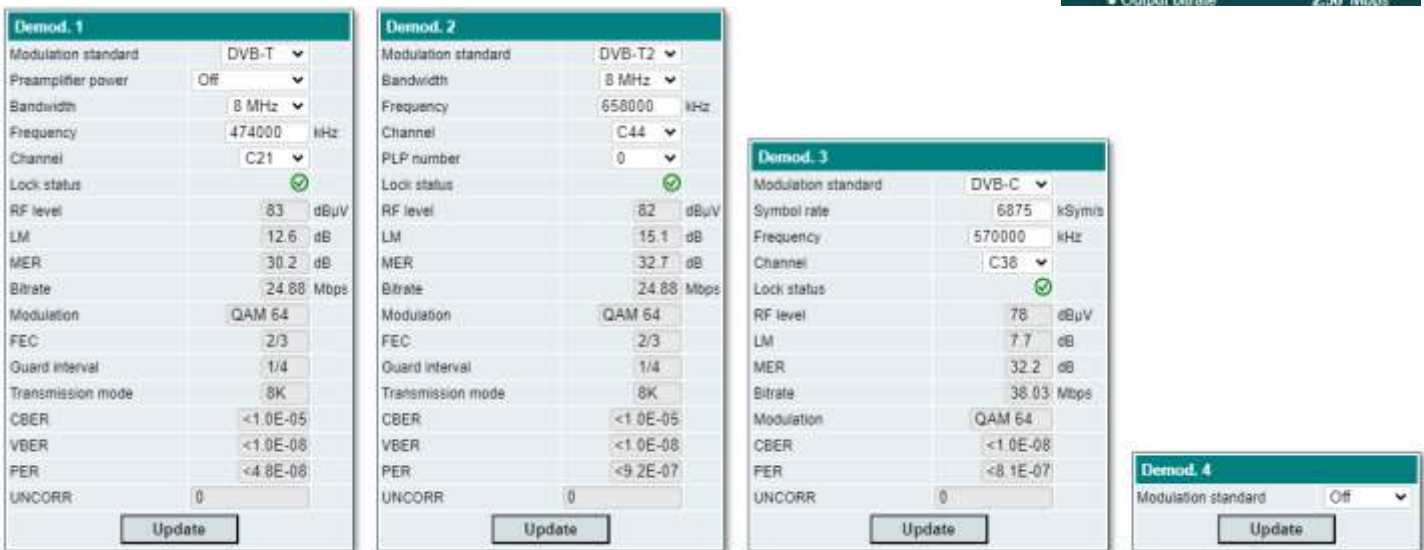 Output bitrate 2.50 Mbps
Demod. 1
Modulation standard DVB-T
Preamplifier power Off
Bandwidth 8 MHz
Frequency 474000 kHz
Channel C21
Lock status
RF level 83 dBµV
LM 12.6 dB
MER 30.2 dB
Bitrate 24.88 Mbps
Modulation QAM 64
FEC 2/3
Guard interval 1/4
Transmission mode 8K
CBER <1.0E-05
VBER <1.0E-08
PER <4.8E-08
UNCORR 0
Update
Demod. 2
Modulation standard DVB-T2
Bandwidth 8 MHz
Frequency 658000 kHz
Channel C44
PLP number 0
Lock status
RF level 82 dBµV
LM 15.1 dB
MER 32.7 dB
Bitrate 24.88 Mbps
Modulation QAM 64
FEC 2/3
Guard interval 1/4
Transmission mode 8K
CBER <1.0E-05
VBER <1.0E-08
PER <9.2E-07
UNCORR 0
Update
Demod. 3
Modulation standard DVB-C
Symbol rate 6875 kSym/s
Frequency 570000 kHz
Channel C38
Lock status
RF level 78 dBµV
LM 7.7 dB
MER 32.2 dB
Bitrate 38.03 Mbps
Modulation QAM 64
CBER <1.0E-08
PER <8.1E-07
UNCORR 0
Update
Demod. 4
Modulation standard Off
Update